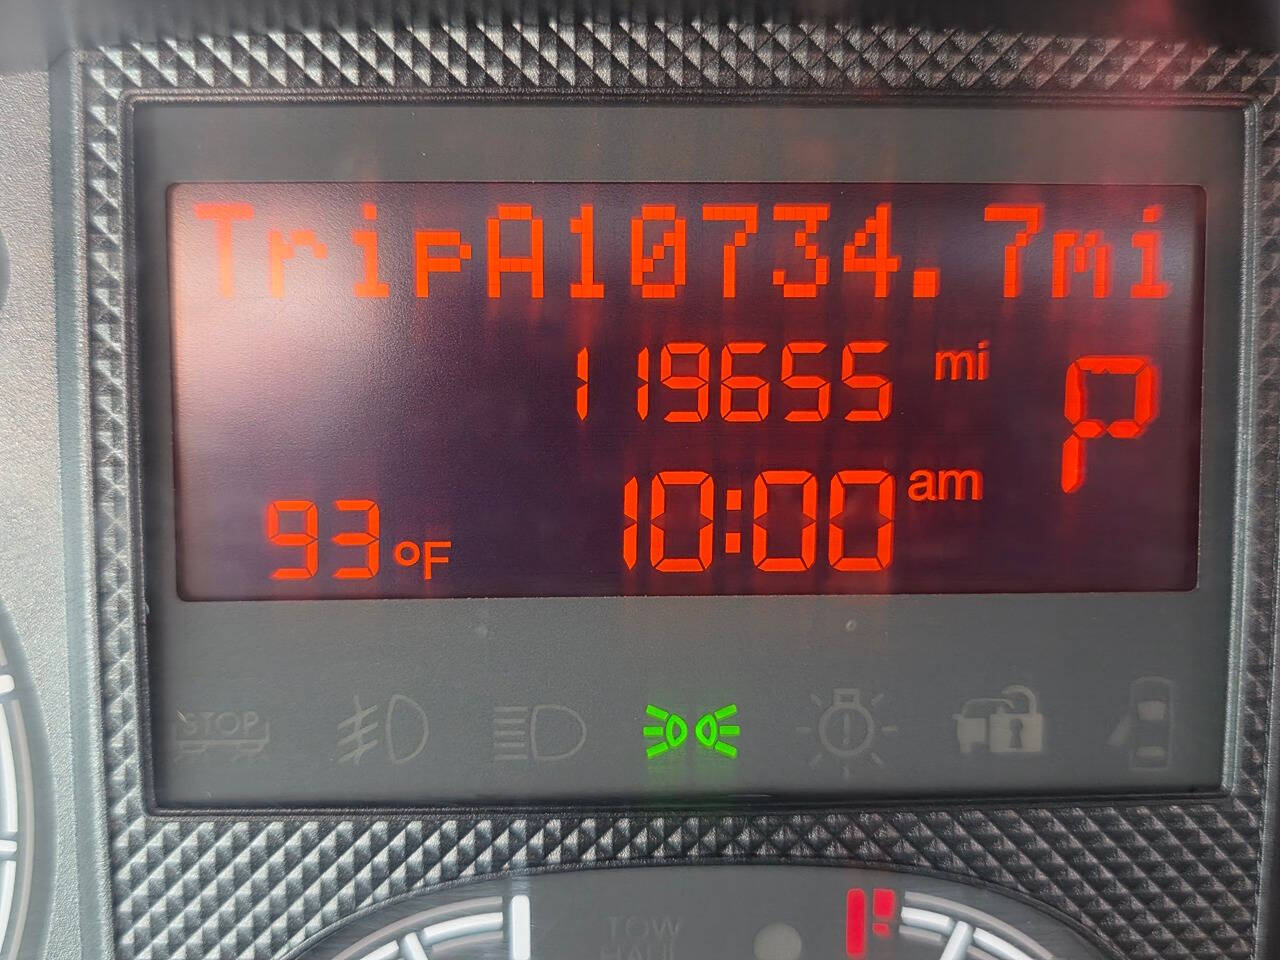 TripA10734.7mi
119655 mi
P
93°F 10:00 am
STOP
TOW
HAUL